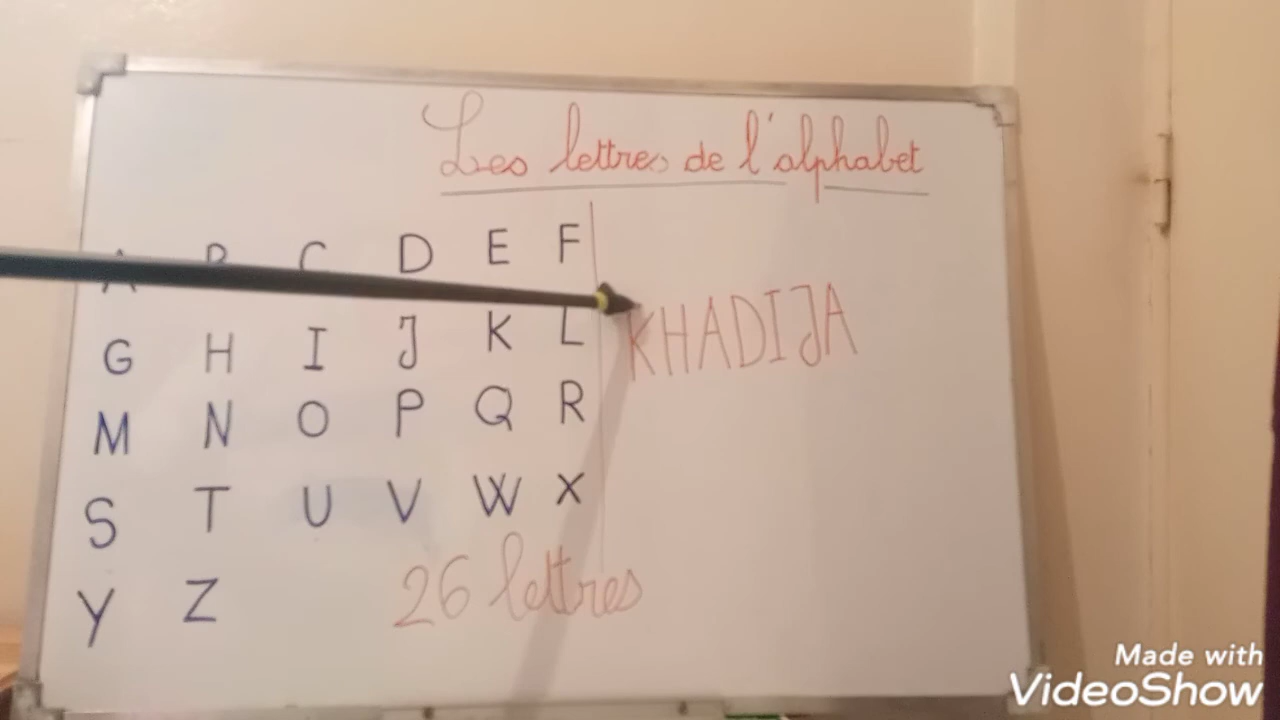 Les lettres de l'alphabet
A B C D E F
KHADIJA
G H I J K L
M N O P Q R
S T U V W X
Y Z
26 lettres
Made with
VideoShow